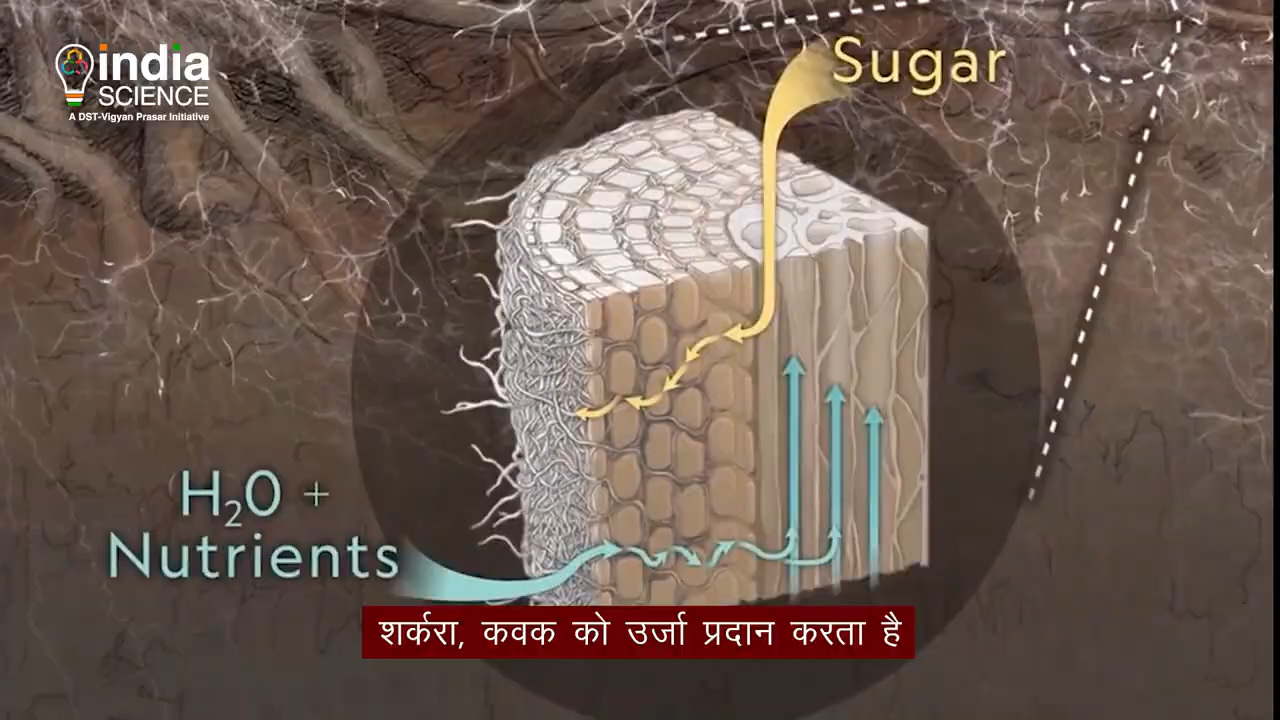 india
SCIENCE
A DST-Vigyan Prasar Initiative
Sugar
H₂O +
Nutrients
शर्करा, कवक को उर्जा प्रदान करता है